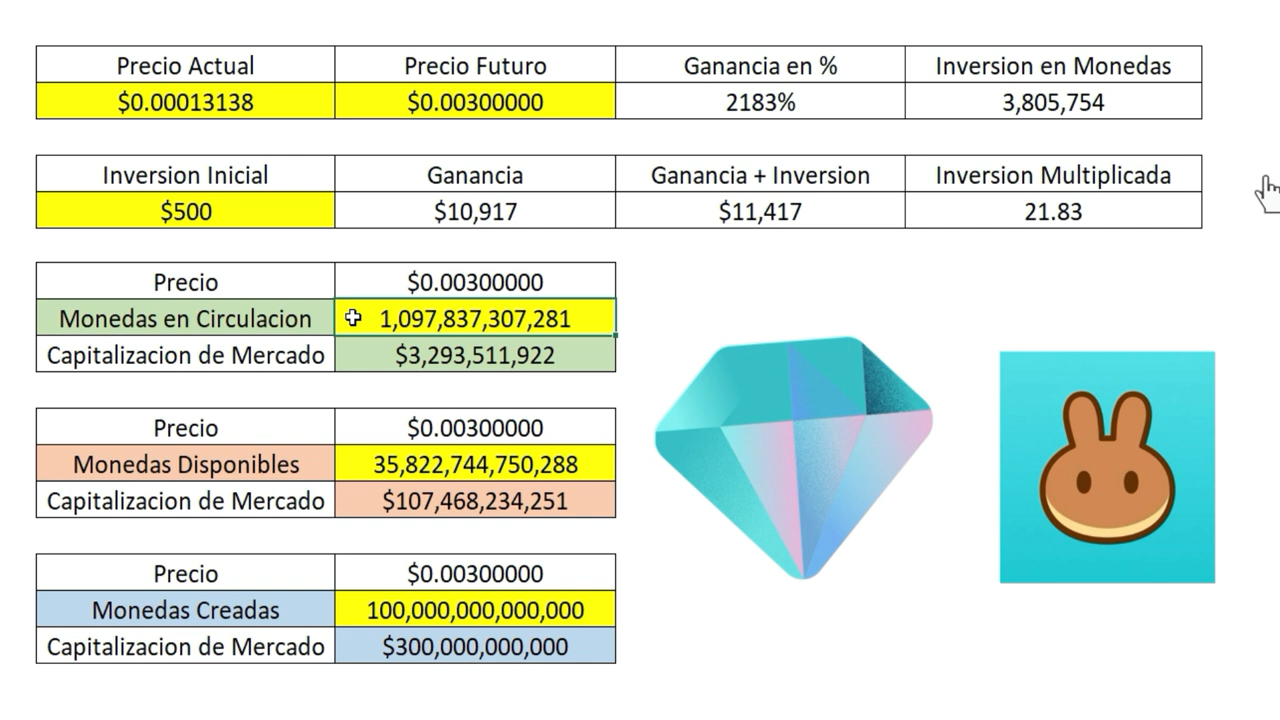 Precio Actual Precio Futuro Ganancia en % Inversion en Monedas
$0.00013138 $0.00300000 2183% 3,805,754
Inversion Inicial Ganancia Ganancia + Inversion Inversion Multiplicada
$500 $10,917 $11,417 21.83
Precio $0.00300000
Monedas en Circulacion 1,097,837,307,281
Capitalizacion de Mercado $3,293,511,922
Precio $0.00300000
Monedas Disponibles 35,822,744,750,288
Capitalizacion de Mercado $107,468,234,251
Precio $0.00300000
Monedas Creadas 100,000,000,000,000
Capitalizacion de Mercado $300,000,000,000